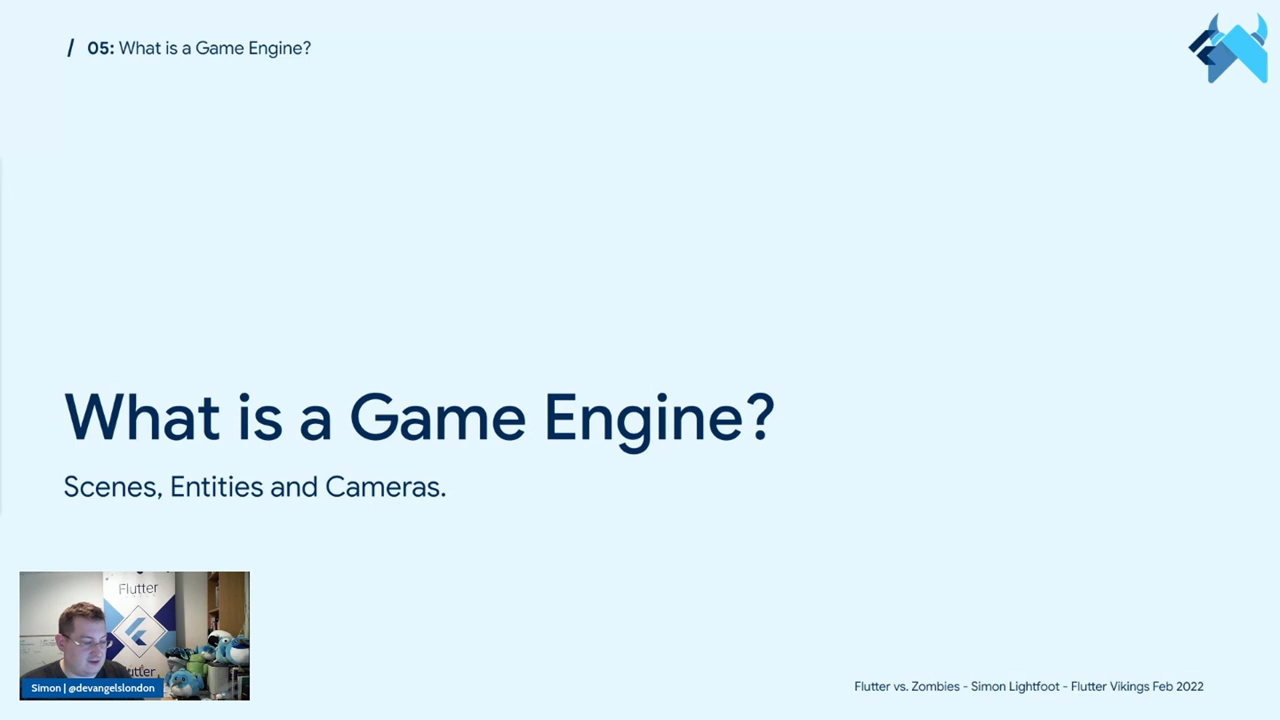 / 05: What is a Game Engine?
What is a Game Engine?
Scenes, Entities and Cameras.
Flutter
Flutter
Simon | @devangelslondon
Flutter vs. Zombies - Simon Lightfoot - Flutter Vikings Feb 2022